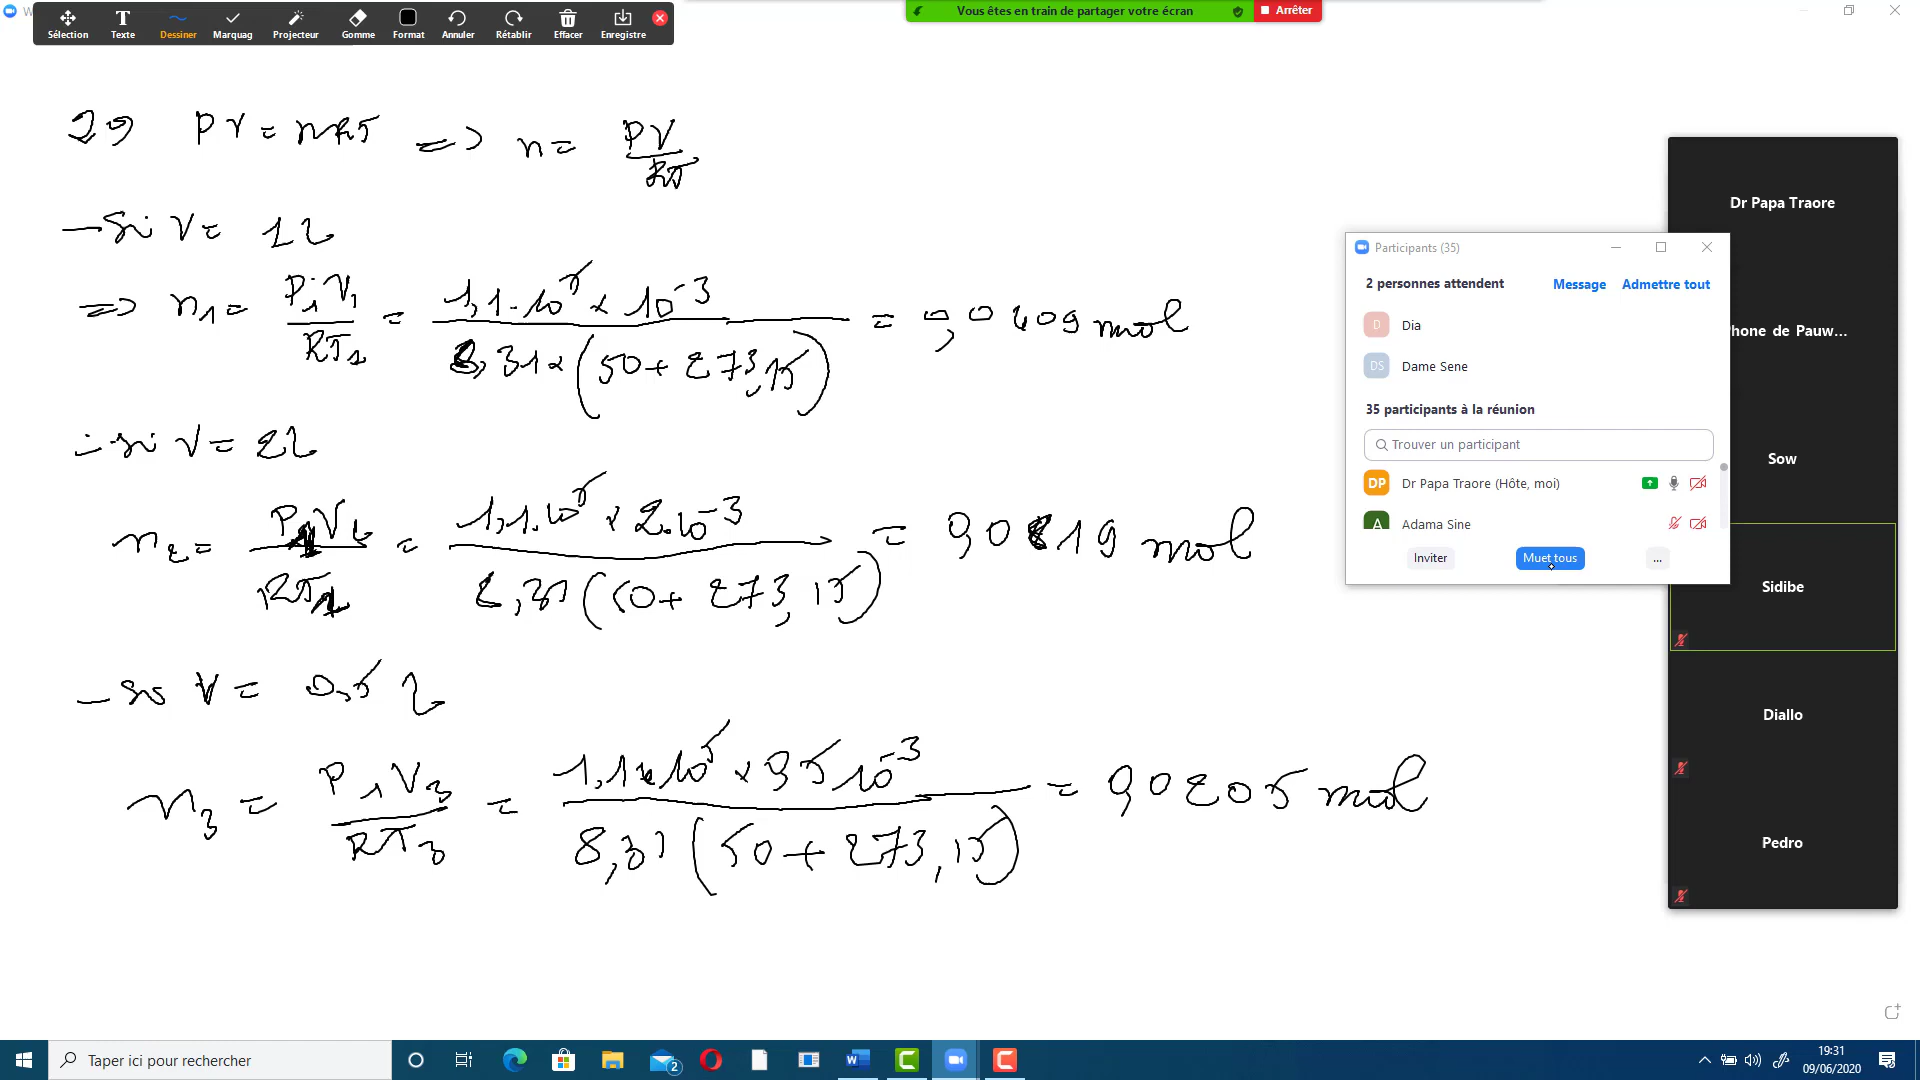 Vous êtes en train de partager votre écran
Arrêter
Sélection Texte Dessiner Marquag Projecteur Gomme Format Annuler Rétablir Effacer Enregistre
2°) PV = nRT => n = PV/RT
- Si V = 1L
=> n1 = P1V1/RT1 = 1,1.10^5 x 10^-3 / 8,31x(50+273,15) = 0,0409 mol
- si V = 2L
n2 = P1V2/RT1 = 1,1.10^5 x 2.10^-3 / 8,31(50+273,15) = 0,0819 mol
- si V = 0,5 L
n3 = P1V3/RT3 = 1,1x10^5 x 0,5 10^-3 / 8,31(50+273,15) = 0,0205 mol
Participants (35)
2 personnes attendent Message Admettre tout
D Dia
DS Dame Sene
35 participants à la réunion
Trouver un participant
DP Dr Papa Traore (Hôte, moi)
A Adama Sine
Inviter Muet tous ...
Dr Papa Traore
hone de Pauw...
Sow
Sidibe
Diallo
Pedro
Taper ici pour rechercher
2
19:31
09/06/2020